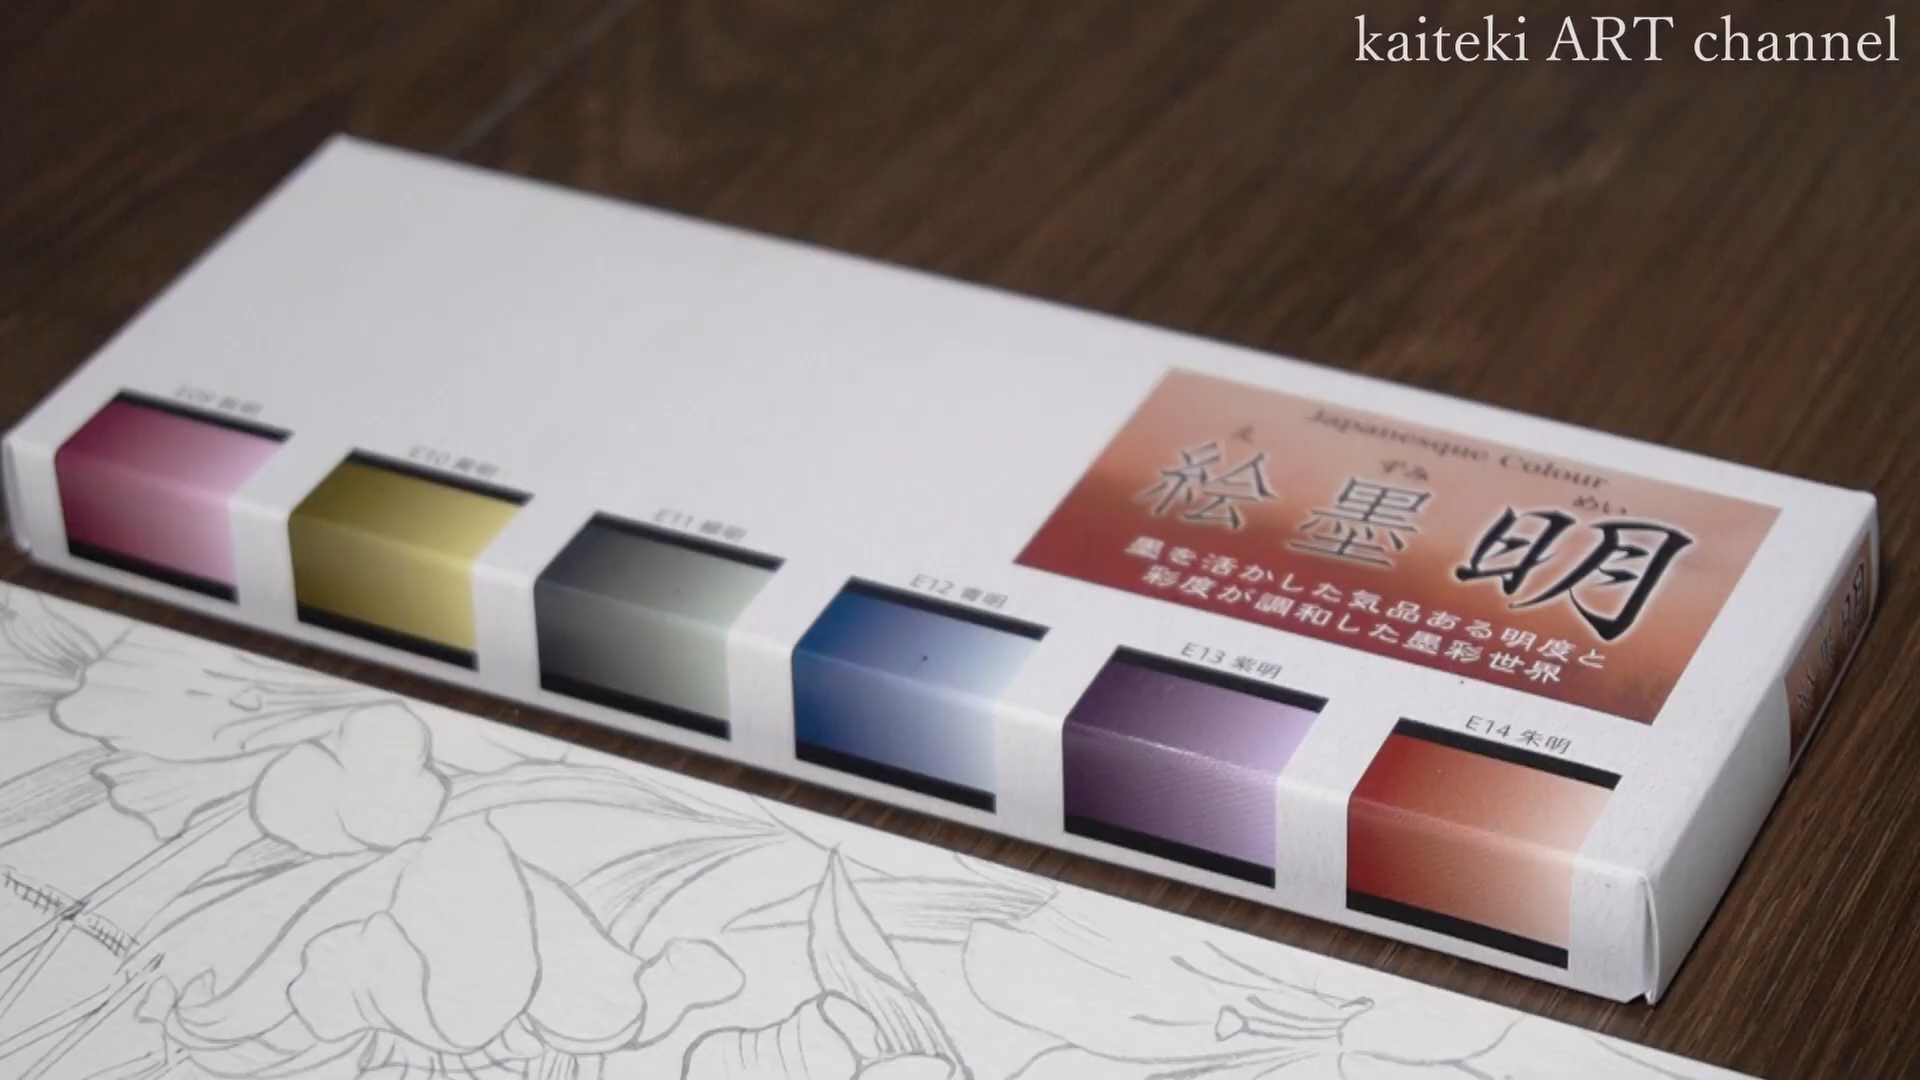 kaiteki ART channel
Japanesque Colour
え ずみ めい
絵墨明
墨を活かした気品ある明度と
彩度が調和した墨彩世界
E10 黄明
E11 緑明
E12 青明
E13 紫明
E14 朱明